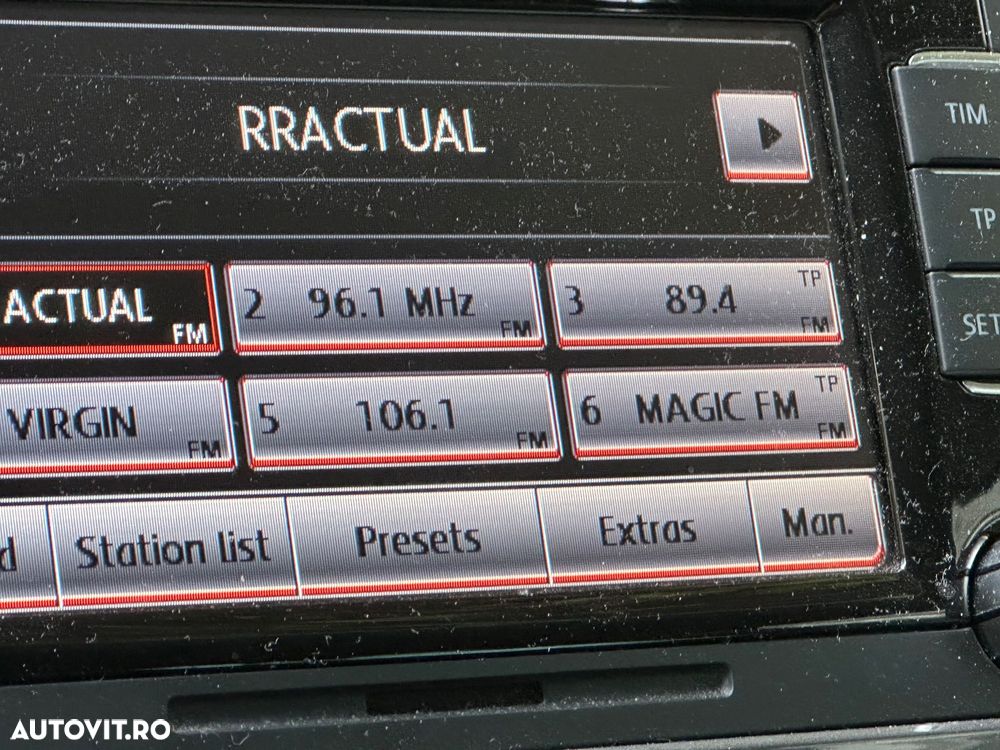 RRACTUAL
TIM
TP
SET
ACTUAL FM
2 96.1 MHz FM
3 89.4 TP FM
VIRGIN FM
5 106.1 FM
6 MAGIC FM TP FM
d Station list Presets Extras Man.
AUTOVIT.RO